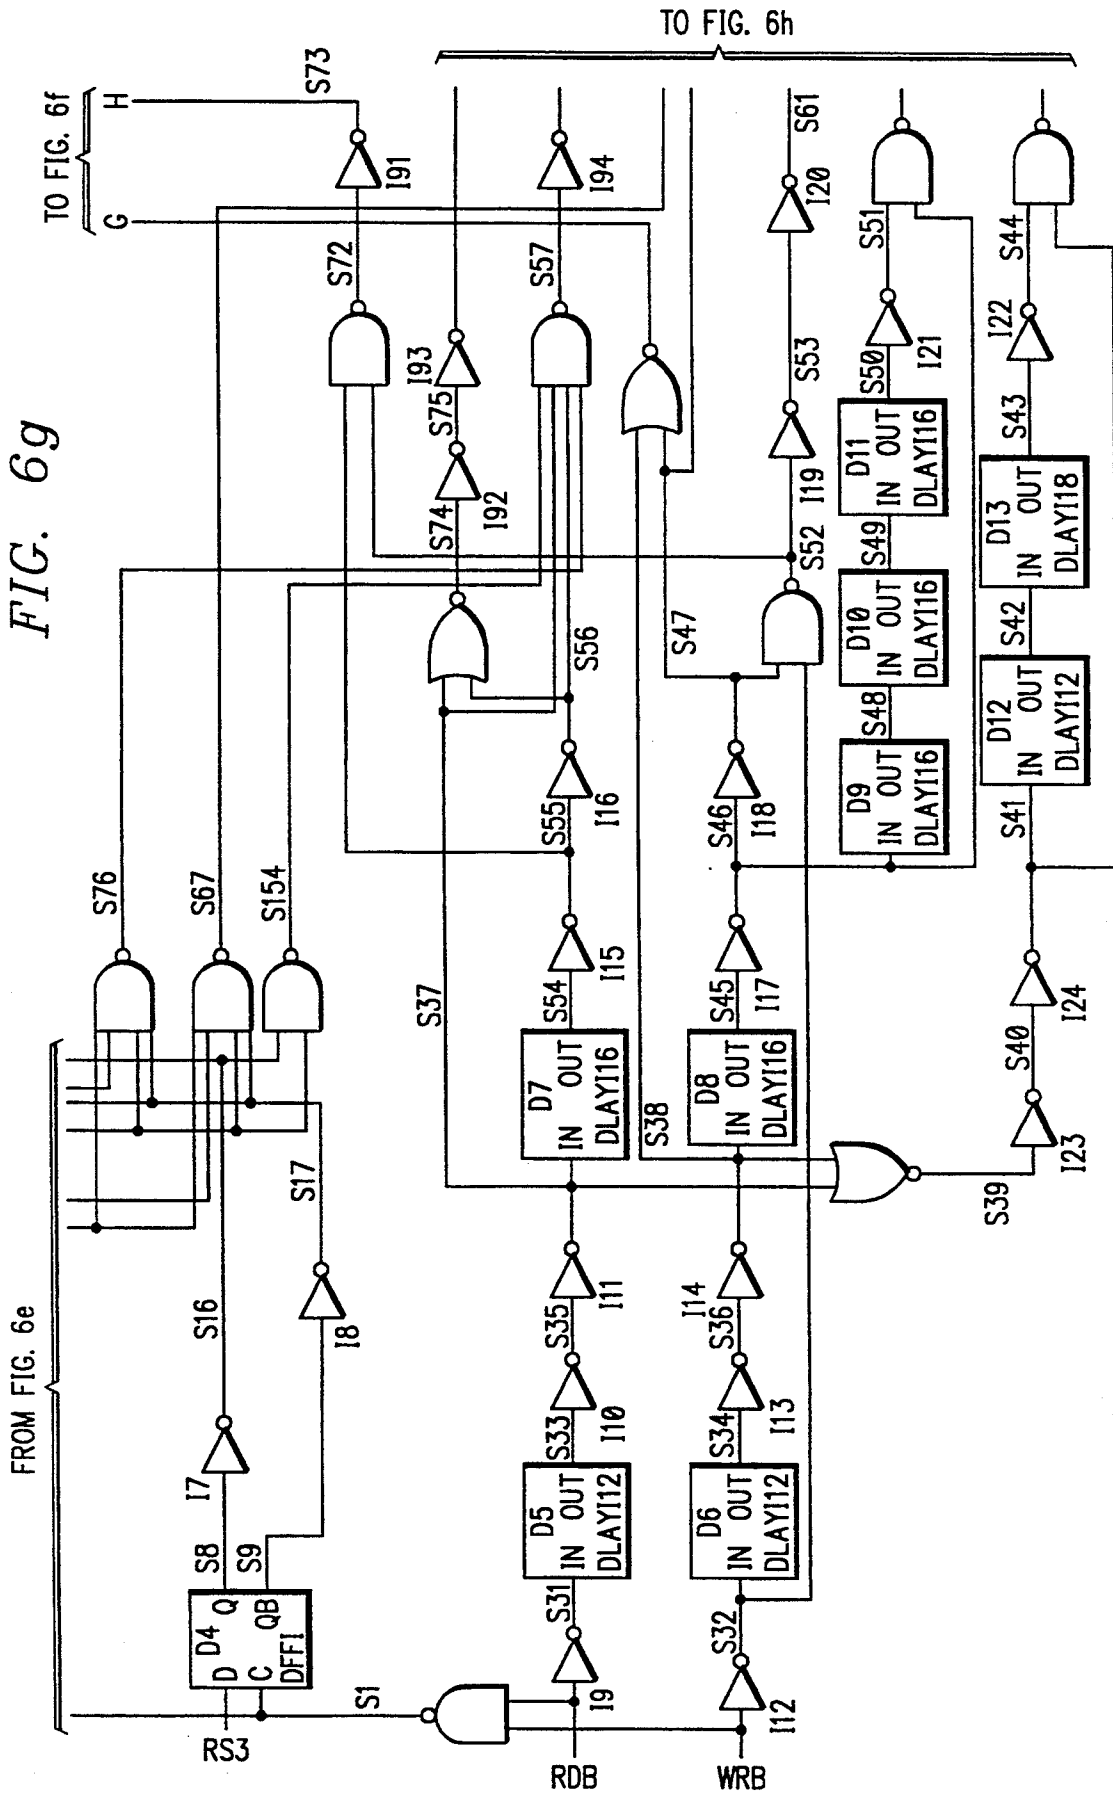 FIG. 6g
FROM FIG. 6e
TO FIG. 6f
G
H
TO FIG. 6h
RS3
D4
D
Q
C
QB
DFFI
S8
I7
S16
S9
I8
S17
S1
S76
S67
S154
S72
I91
S73
RDB
I9
S31
D5
IN OUT
DLAYI12
S33
I10
S35
I11
S37
D7
IN OUT
DLAYI16
S54
I15
S55
I16
S56
S74
I92
S75
I93
S57
I94
WRB
I12
S32
D6
IN OUT
DLAYI12
S34
I13
S36
I14
S38
D8
IN OUT
DLAYI16
S45
I17
S46
I18
S47
S52
I19
S53
I20
S61
D9
IN OUT
DLAYI16
S48
D10
IN OUT
DLAYI16
S49
D11
IN OUT
DLAYI16
S50
I21
S51
S39
I23
S40
I24
S41
D12
IN OUT
DLAYI12
S42
D13
IN OUT
DLAYI18
S43
I22
S44